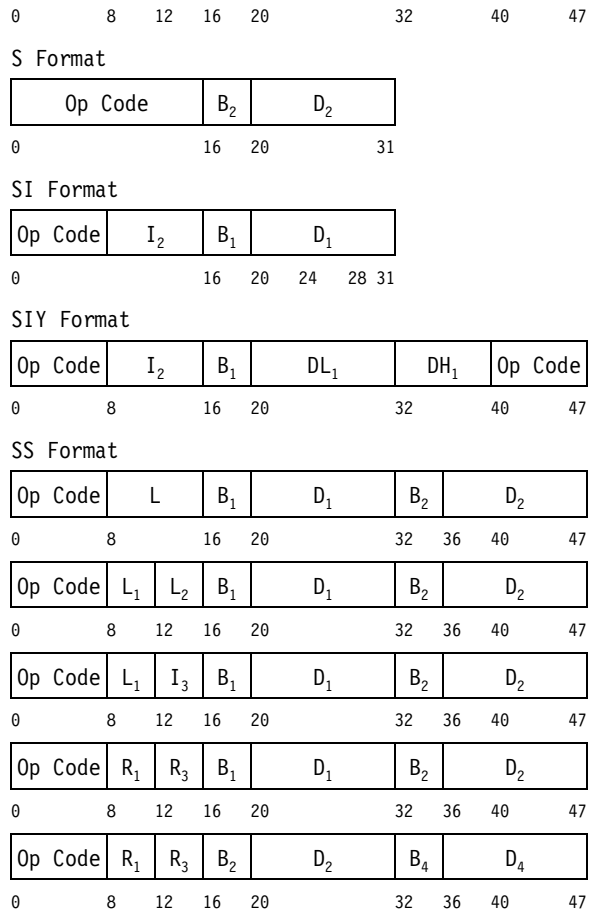 0 8 12 16 20 32 40 47
S Format
Op Code B₂ D₂
0 16 20 31
SI Format
Op Code I₂ B₁ D₁
0 16 20 24 28 31
SIY Format
Op Code I₂ B₁ DL₁ DH₁ Op Code
0 8 16 20 32 40 47
SS Format
Op Code L B₁ D₁ B₂ D₂
0 8 16 20 32 36 40 47
Op Code L₁ L₂ B₁ D₁ B₂ D₂
0 8 12 16 20 32 36 40 47
Op Code L₁ I₃ B₁ D₁ B₂ D₂
0 8 12 16 20 32 36 40 47
Op Code R₁ R₃ B₁ D₁ B₂ D₂
0 8 12 16 20 32 36 40 47
Op Code R₁ R₃ B₂ D₂ B₄ D₄
0 8 12 16 20 32 36 40 47